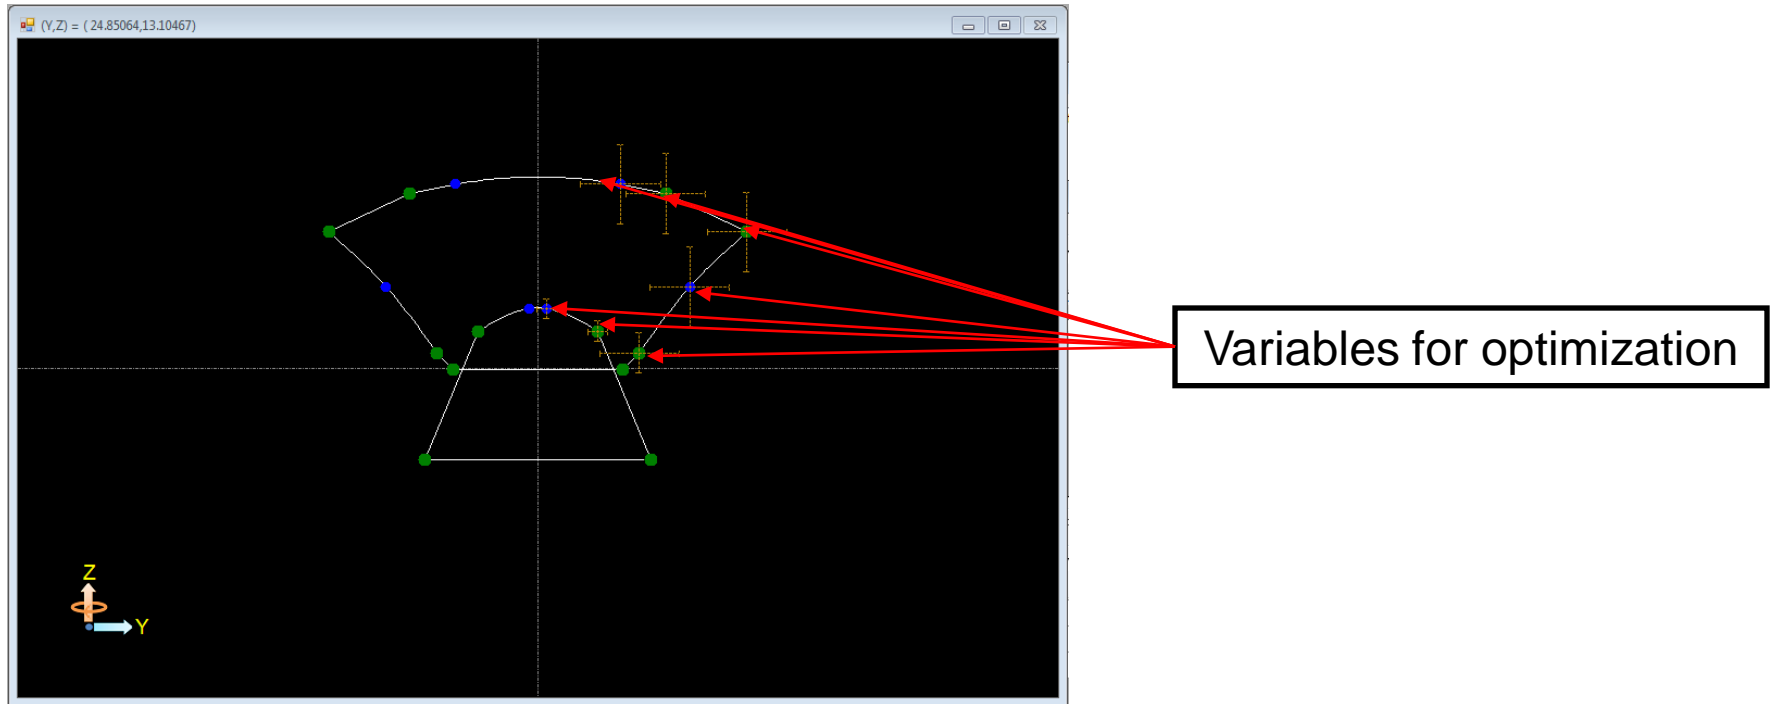 (Y,Z) = ( 24.85064,13.10467)
Variables for optimization
Z
Y